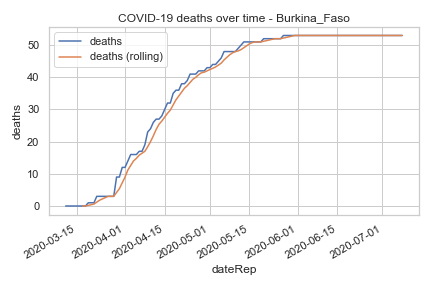 COVID-19 deaths over time - Burkina_Faso
deaths
deaths (rolling)
50
40
30
20
10
0
deaths
2020-03-15
2020-04-01
2020-04-15
2020-05-01
2020-05-15
2020-06-01
2020-06-15
2020-07-01
dateRep